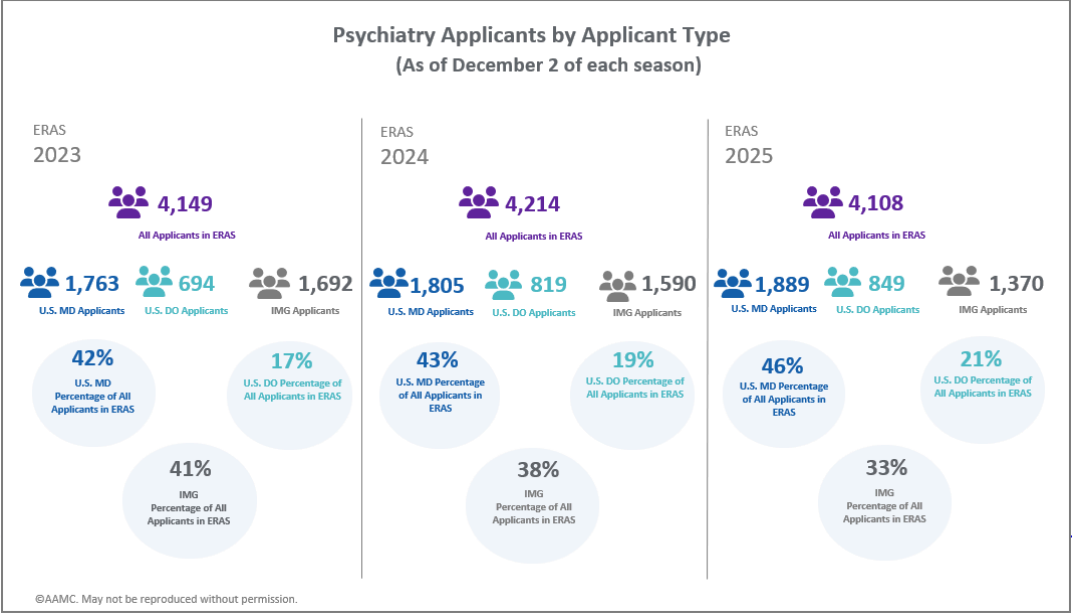 Psychiatry Applicants by Applicant Type
(As of December 2 of each season)
ERAS
2023
4,149
All Applicants in ERAS
1,763
U.S. MD Applicants
694
U.S. DO Applicants
1,692
IMG Applicants
42%
U.S. MD
Percentage of All
Applicants in ERAS
17%
U.S. DO Percentage of
All Applicants in ERAS
41%
IMG
Percentage of All
Applicants in ERAS
ERAS
2024
4,214
All Applicants in ERAS
1,805
U.S. MD Applicants
819
U.S. DO Applicants
1,590
IMG Applicants
43%
U.S. MD Percentage
of All Applicants in
ERAS
19%
U.S. DO Percentage of
All Applicants in ERAS
38%
IMG
Percentage of All
Applicants in ERAS
ERAS
2025
4,108
All Applicants in ERAS
1,889
U.S. MD Applicants
849
U.S. DO Applicants
1,370
IMG Applicants
46%
U.S. MD Percentage
of All Applicants in
ERAS
21%
U.S. DO Percentage of
All Applicants in ERAS
33%
IMG
Percentage of All
Applicants in ERAS
©AAMC. May not be reproduced without permission.